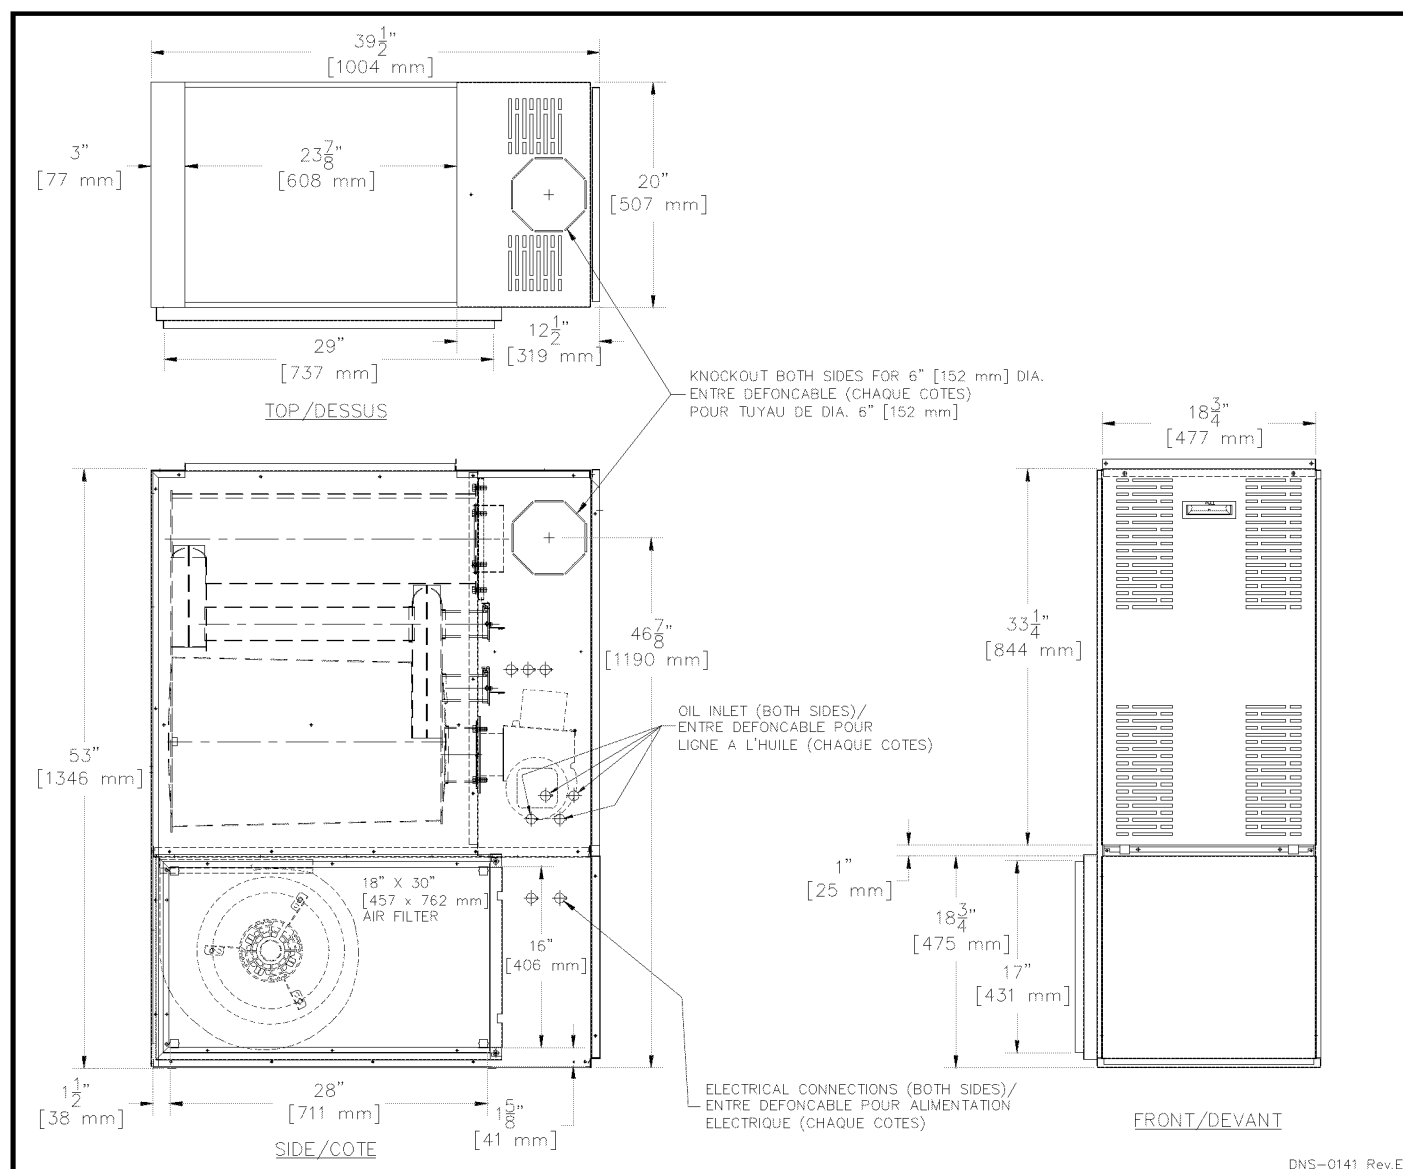 39 1/2"
[1004 mm]
3"
[77 mm]
23 7/8"
[608 mm]
20"
[507 mm]
12 1/2"
[319 mm]
29"
[737 mm]
TOP/DESSUS
KNOCKOUT BOTH SIDES FOR 6" [152 mm] DIA.
ENTRE DEFONCABLE (CHAQUE COTES)
POUR TUYAU DE DIA. 6" [152 mm]
18 3/4"
[477 mm]
PULL
33 1/4"
[844 mm]
46 7/8"
[1190 mm]
OIL INLET (BOTH SIDES)/
ENTRE DEFONCABLE POUR
LIGNE A L'HUILE (CHAQUE COTES)
53"
[1346 mm]
1"
[25 mm]
18" X 30"
[457 x 762 mm]
AIR FILTER
16"
[406 mm]
18 3/4"
[475 mm]
17"
[431 mm]
1 1/2"
[38 mm]
28"
[711 mm]
1 5/8"
[41 mm]
SIDE/COTE
ELECTRICAL CONNECTIONS (BOTH SIDES)/
ENTRE DEFONCABLE POUR ALIMENTATION
ELECTRIQUE (CHAQUE COTES)
FRONT/DEVANT
DNS-0141 Rev.E